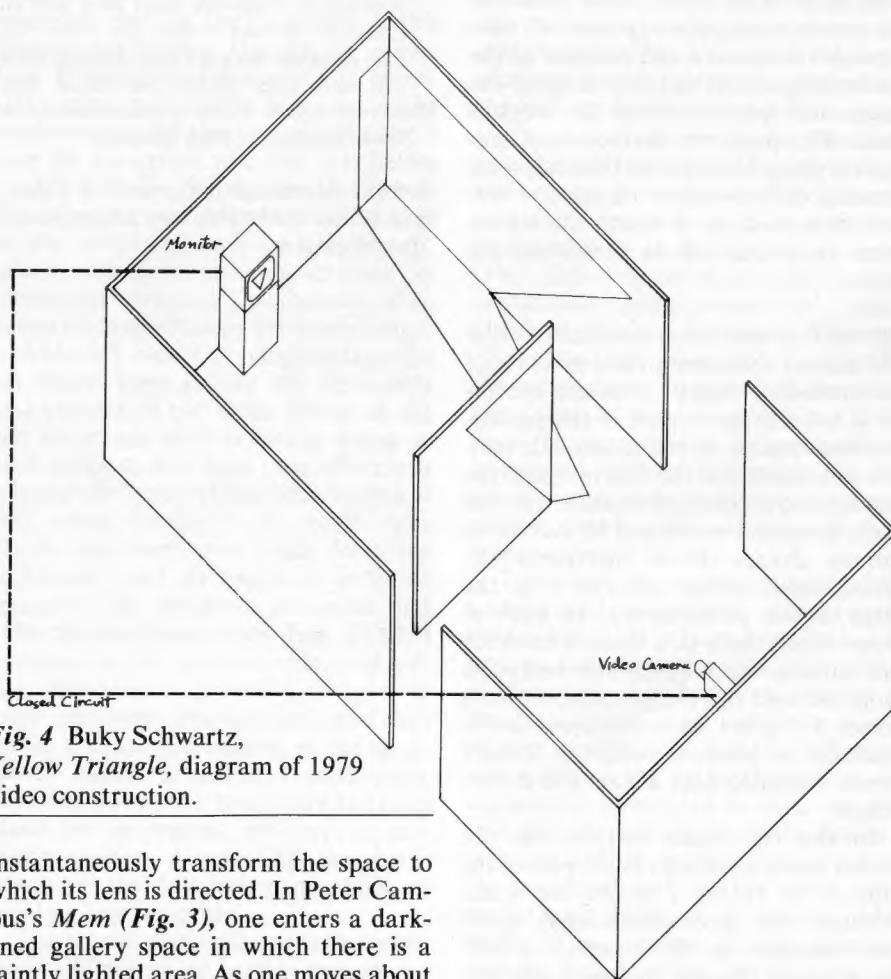 Monitor
Video Camera
Closed Circuit
Fig. 4 Buky Schwartz,
Yellow Triangle, diagram of 1979
video construction.
instantaneously transform the space to
which its lens is directed. In Peter Cam-
pus's Mem (Fig. 3), one enters a dark-
ened gallery space in which there is a
faintly lighted area. As one moves about